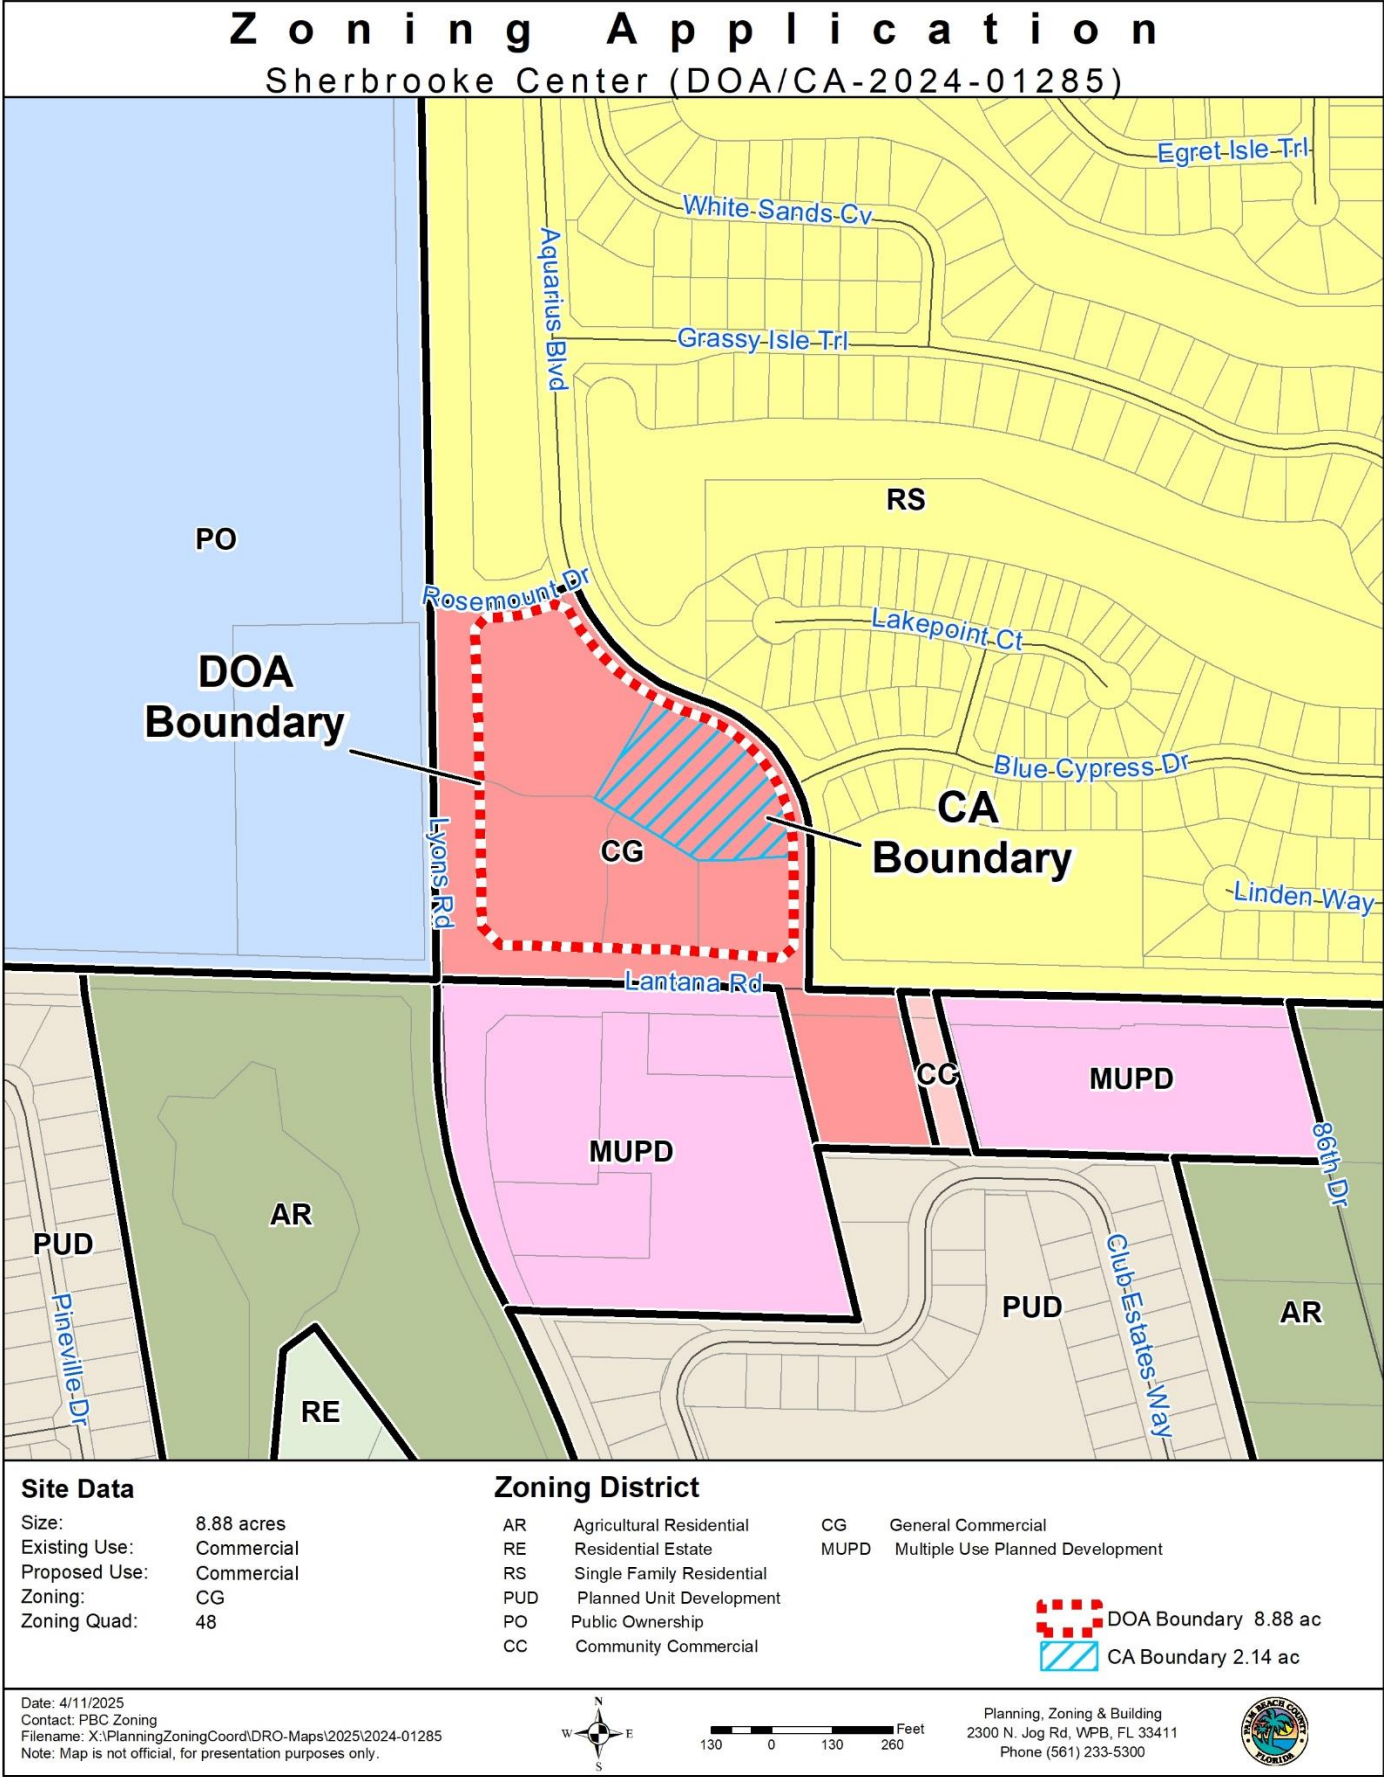 Zoning Application
Sherbrooke Center (DOA/CA-2024-01285)
Egret Isle Trl
White Sands Cv
Aquarius Blvd
Grassy Isle Trl
RS
PO
Rosemount Dr
Lakepoint Ct
DOA
Boundary
Blue Cypress Dr
CA
Boundary
CG
Lyons Rd
Linden Way
Lantana Rd
CC
MUPD
MUPD
86th Dr
AR
PUD
Club Estates Way
PUD
AR
Pineville Dr
RE
Site Data
Size: 8.88 acres
Existing Use: Commercial
Proposed Use: Commercial
Zoning: CG
Zoning Quad: 48
Zoning District
AR Agricultural Residential
RE Residential Estate
RS Single Family Residential
PUD Planned Unit Development
PO Public Ownership
CC Community Commercial
CG General Commercial
MUPD Multiple Use Planned Development
DOA Boundary 8.88 ac
CA Boundary 2.14 ac
Date: 4/11/2025
Contact: PBC Zoning
Filename: X:\PlanningZoningCoord\DRO-Maps\2025\2024-01285
Note: Map is not official, for presentation purposes only.
N
W E
S
Feet
130 0 130 260
Planning, Zoning & Building
2300 N. Jog Rd, WPB, FL 33411
Phone (561) 233-5300
PALM BEACH COUNTY
FLORIDA